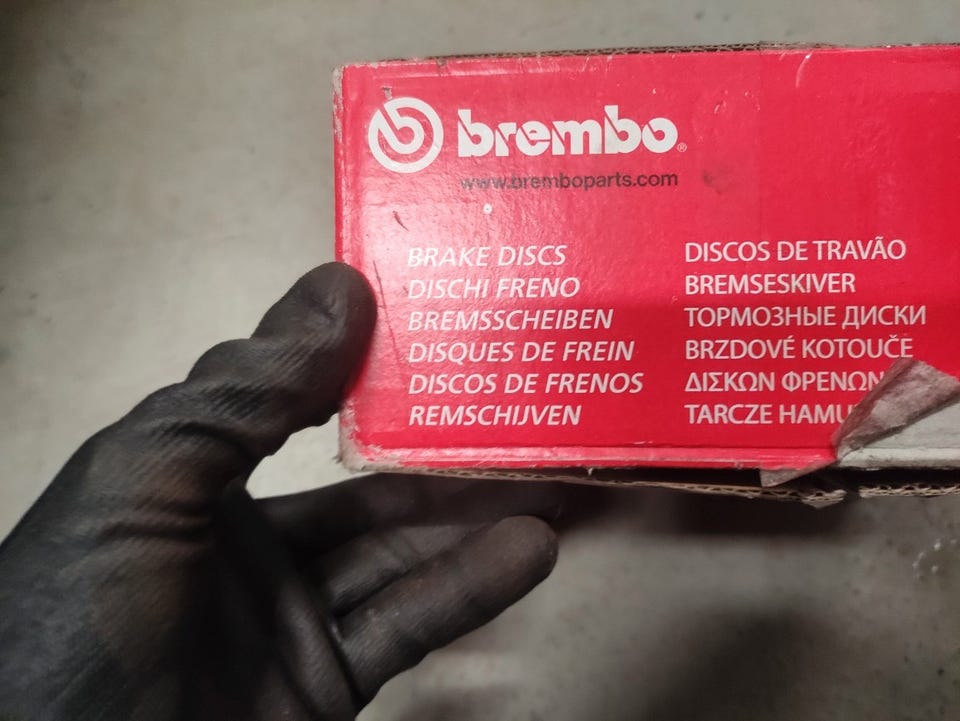 brembo®
www.bremboparts.com
BRAKE DISCS
DISCHI FRENO
BREMSSCHEIBEN
DISQUES DE FREIN
DISCOS DE FRENOS
REMSCHIJVEN
DISCOS DE TRAVÃO
BREMSESKIVER
ТОРМОЗНЫЕ ДИСКИ
BRZDOVÉ KOTOUČE
ΔΙΣΚΩΝ ΦΡΕΝΩΝ
TARCZE